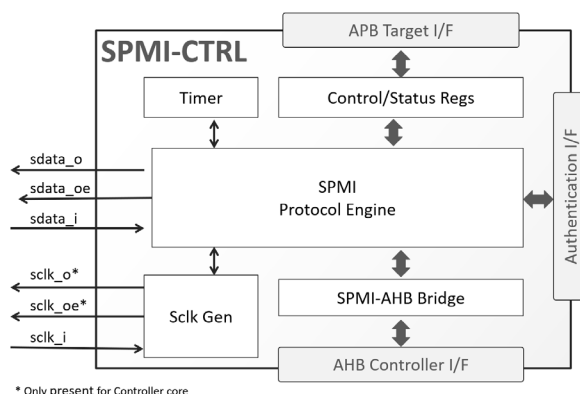 APB Target I/F
SPMI-CTRL
Timer
Control/Status Regs
sdata_o
sdata_oe
sdata_i
SPMI
Protocol Engine
Authentication I/F
sclk_o*
sclk_oe*
sclk_i
Sclk Gen
SPMI-AHB Bridge
AHB Controller I/F
* Only present for Controller core